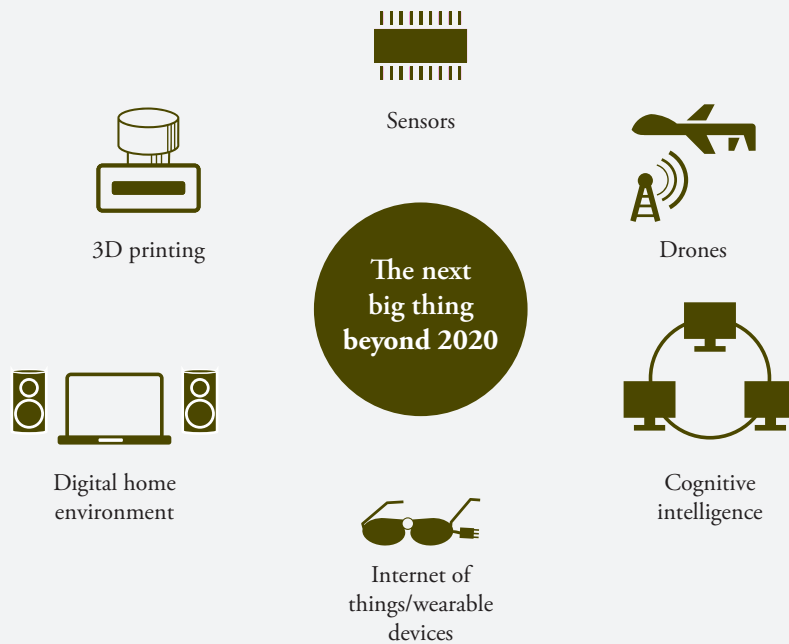 Sensors
3D printing
Drones
The next
big thing
beyond 2020
Digital home
environment
Cognitive
intelligence
Internet of
things/wearable
devices